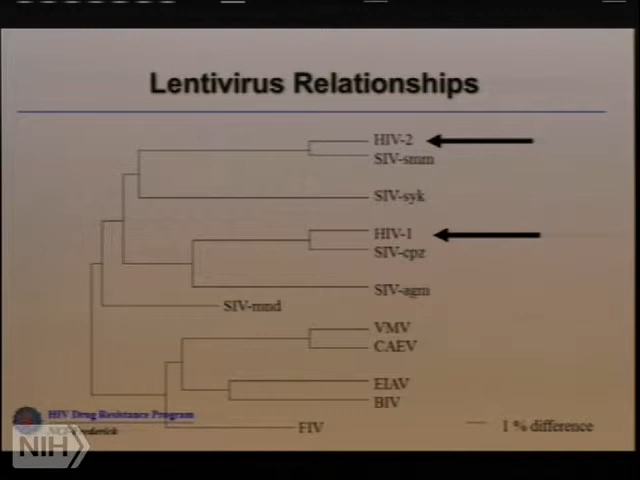 Lentivirus Relationships
HIV-2
SIV-smm
SIV-syk
HIV-1
SIV-cpz
SIV-agm
SIV-mnd
VMV
CAEV
EIAV
BIV
FIV
1 % difference
HIV Drug Resistance Program
NIH